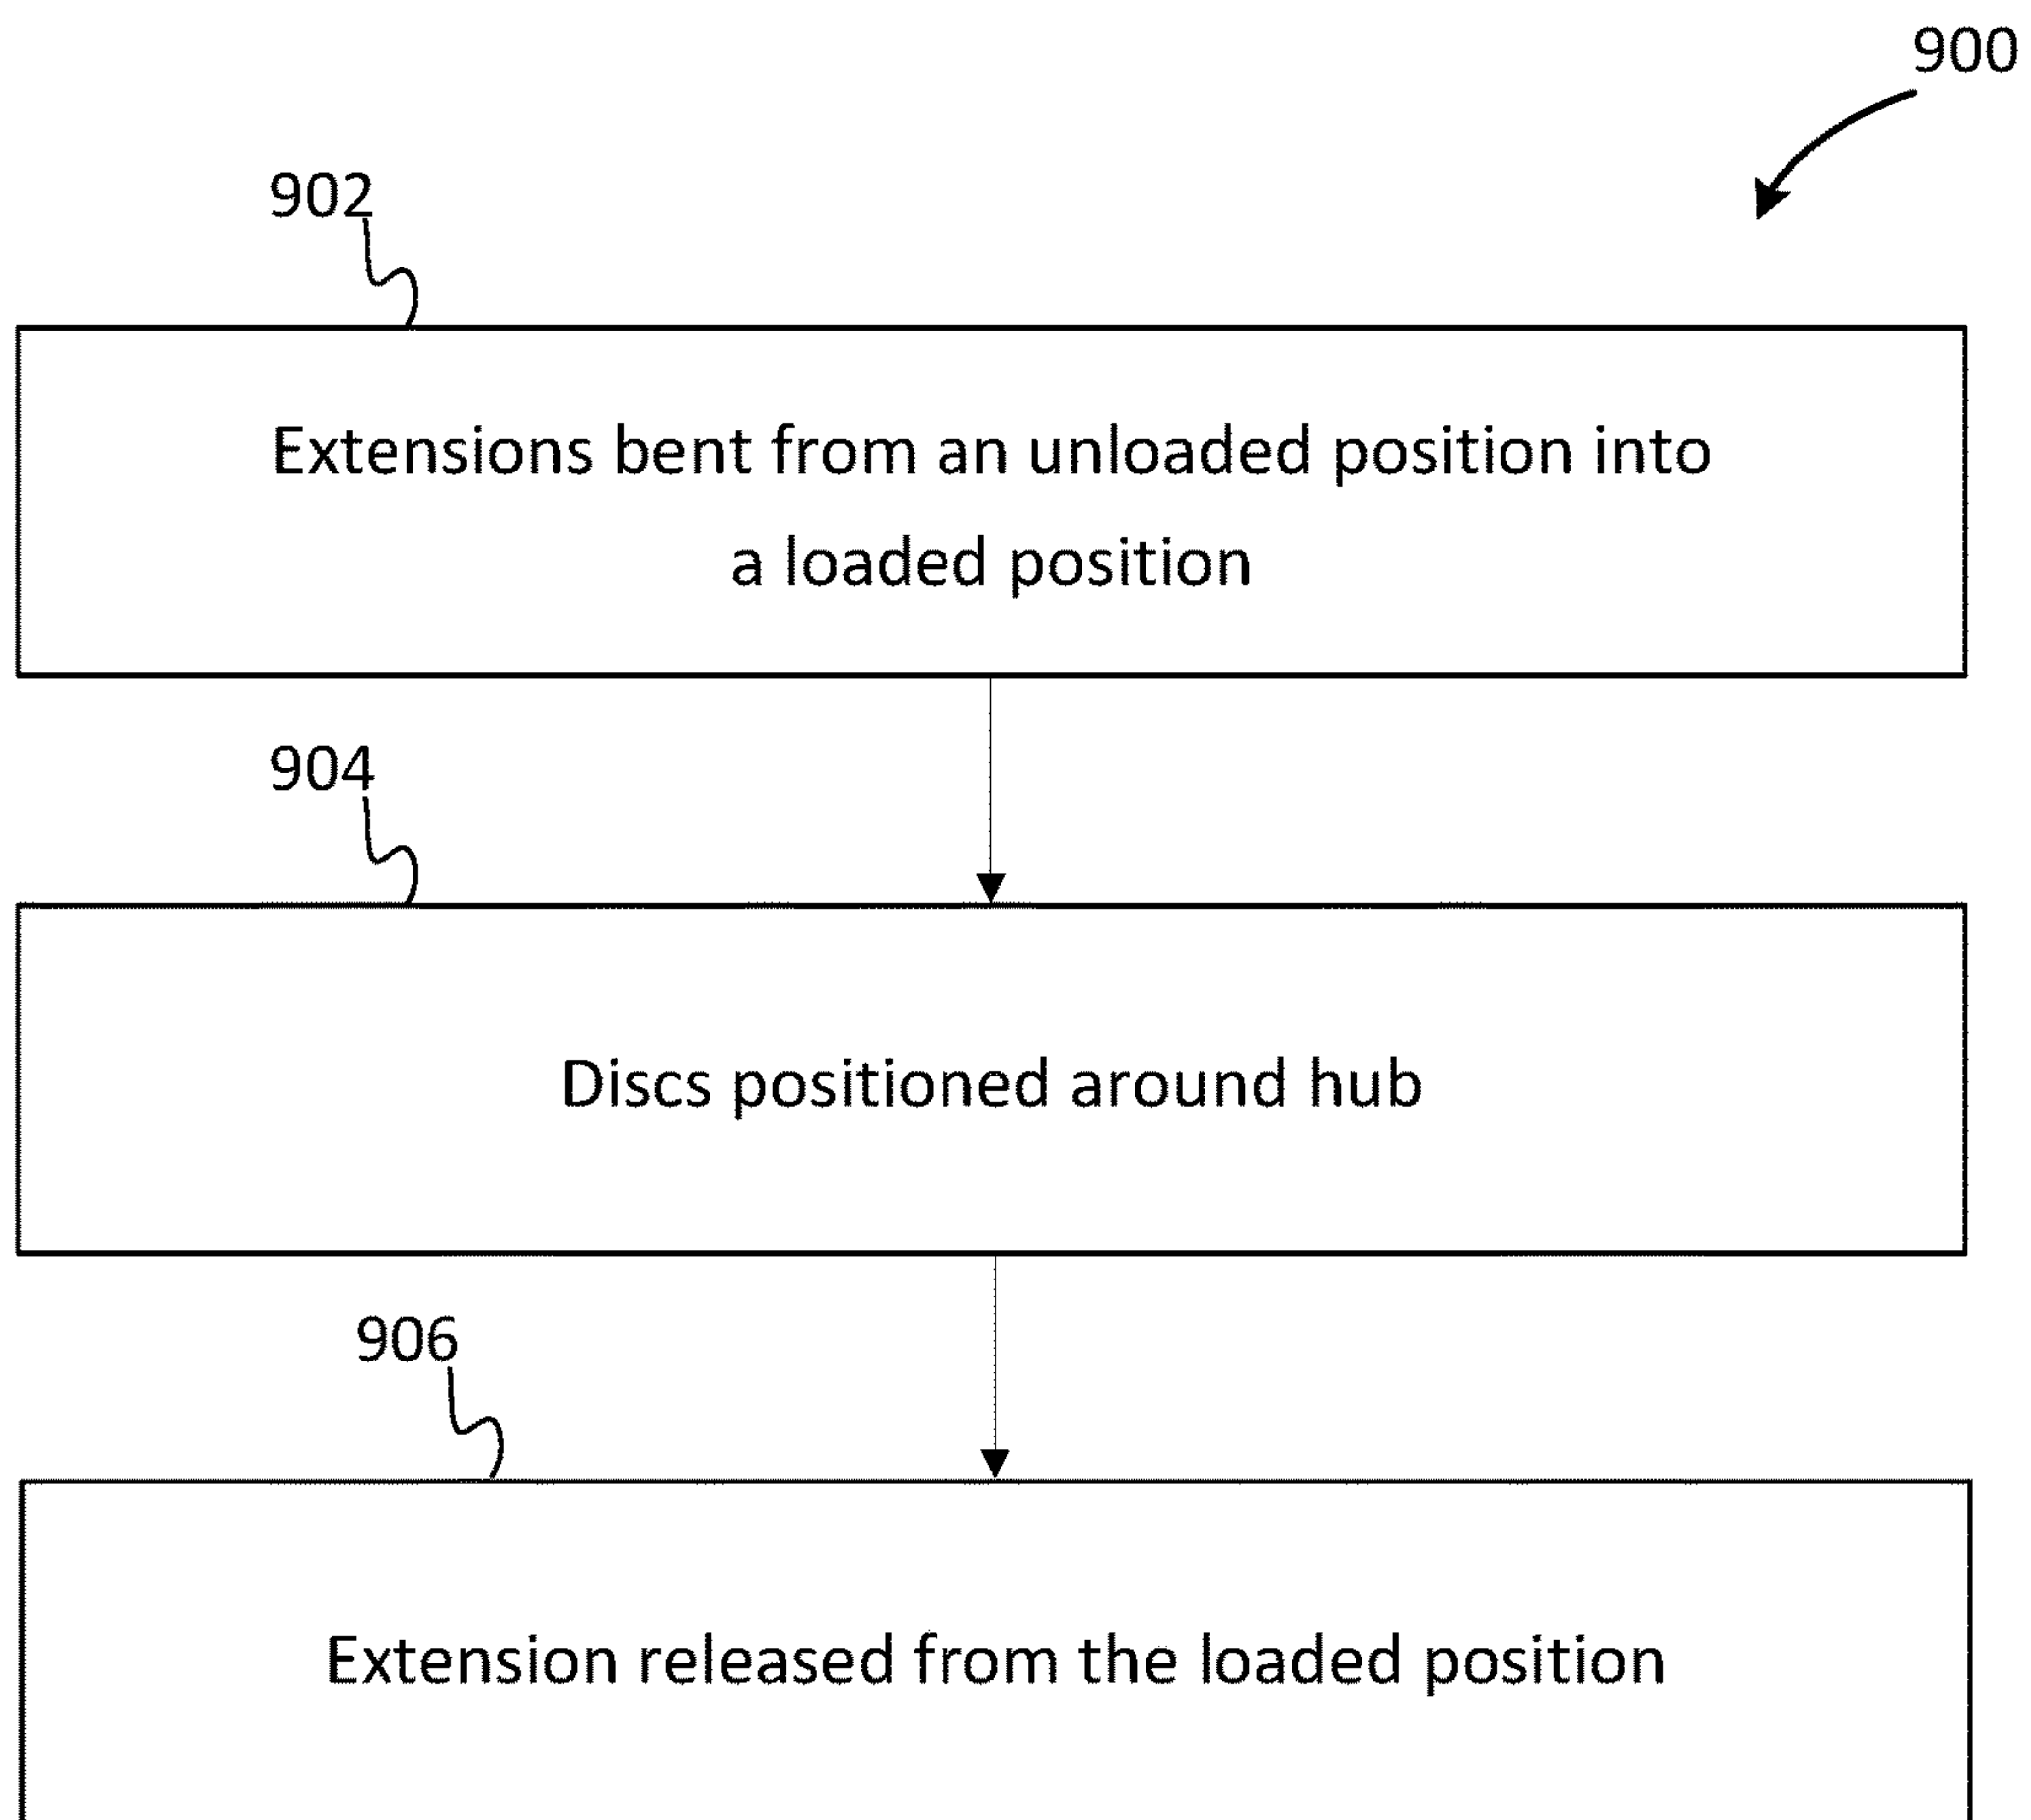 900
902
Extensions bent from an unloaded position into
a loaded position
904
Discs positioned around hub
906
Extension released from the loaded position